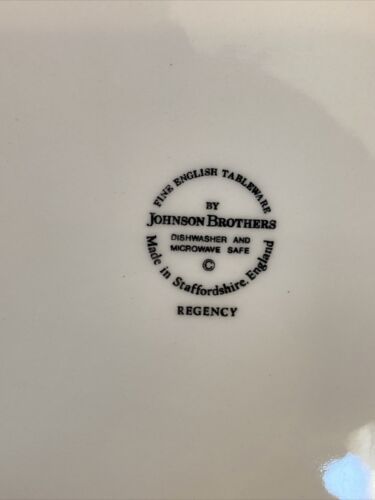 FINE ENGLISH TABLEWARE
BY
JOHNSON BROTHERS
DISHWASHER AND
MICROWAVE SAFE
©
Made in Staffordshire, England
REGENCY